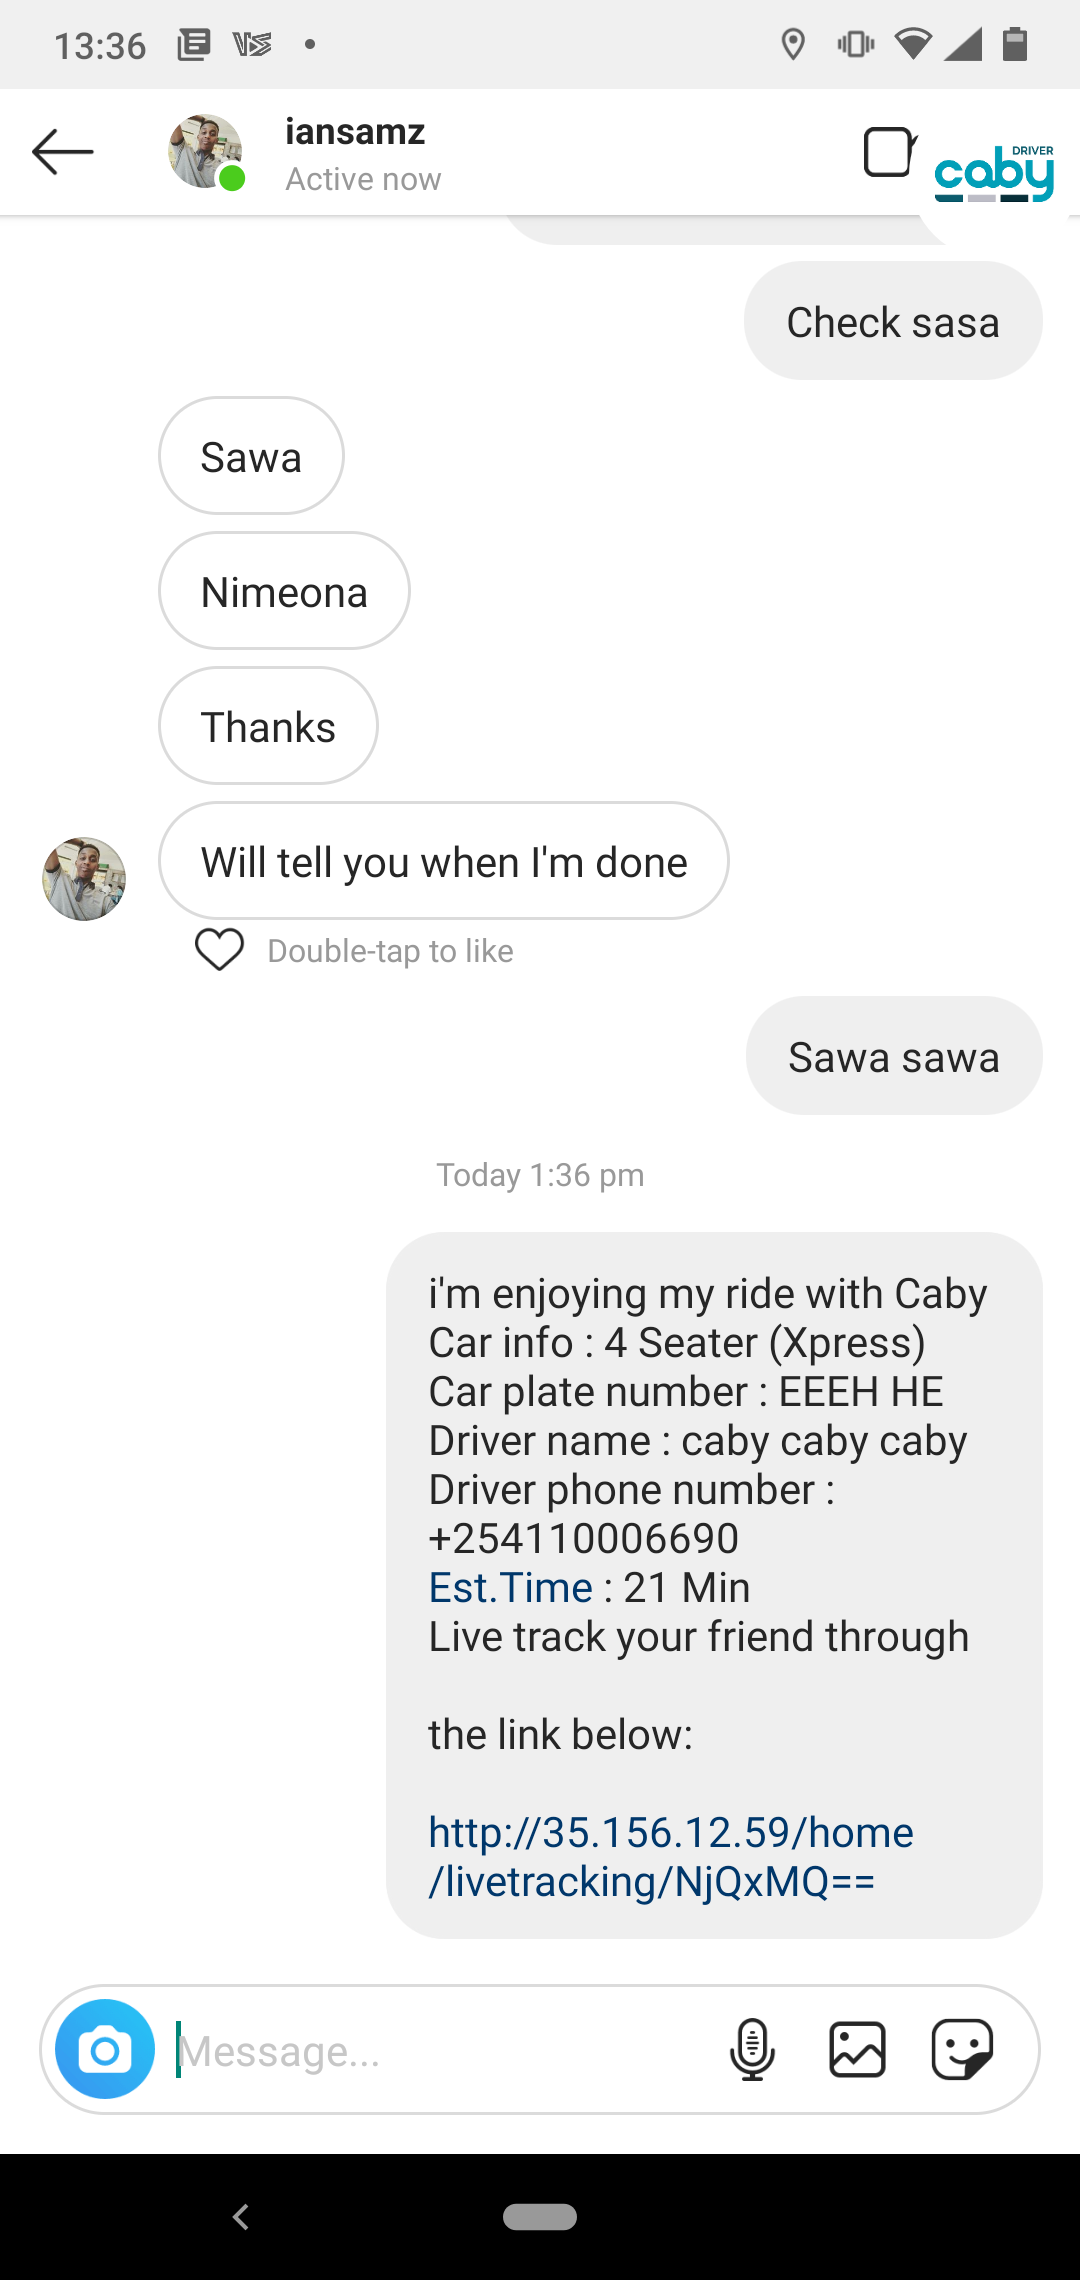 13:36
iansamz
Active now
DRIVER
caby
Check sasa
Sawa
Nimeona
Thanks
Will tell you when I'm done
Double-tap to like
Sawa sawa
Today 1:36 pm
i'm enjoying my ride with Caby
Car info : 4 Seater (Xpress)
Car plate number : EEEH HE
Driver name : caby caby caby
Driver phone number :
+254110006690
Est.Time : 21 Min
Live track your friend through
the link below:
http://35.156.12.59/home
/livetracking/NjQxMQ==
Message...